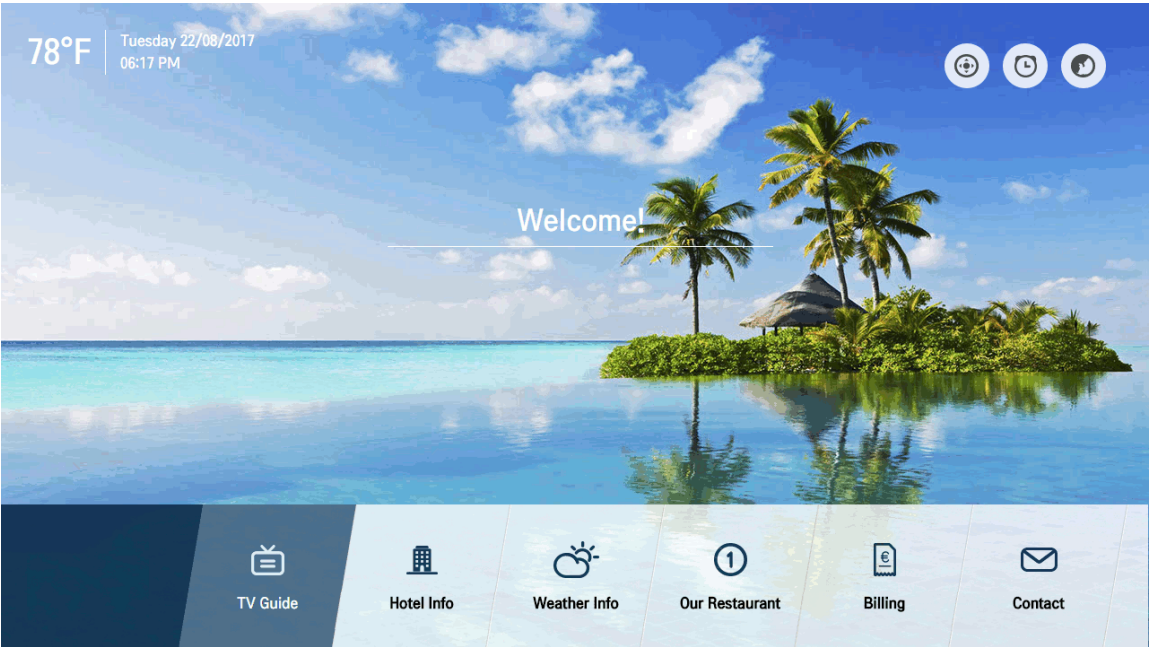 78°F
Tuesday 22/08/2017
06:17 PM
Welcome!
TV Guide
Hotel Info
1
Weather Info
Our Restaurant
€
Billing
Contact